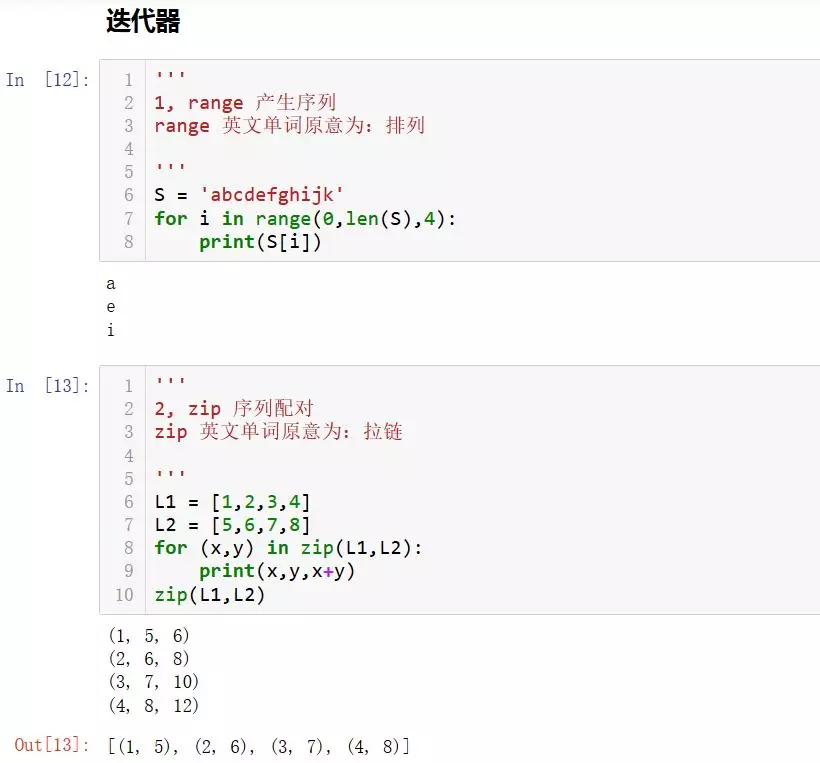 迭代器
In [12]:
1 '''
2 1, range 产生序列
3 range 英文单词原意为：排列
4
5 '''
6 S = 'abcdefghijk'
7 for i in range(0,len(S),4):
8     print(S[i])
a
e
i
In [13]:
1 '''
2 2, zip 序列配对
3 zip 英文单词原意为：拉链
4
5 '''
6 L1 = [1,2,3,4]
7 L2 = [5,6,7,8]
8 for (x,y) in zip(L1,L2):
9     print(x,y,x+y)
10 zip(L1,L2)
(1, 5, 6)
(2, 6, 8)
(3, 7, 10)
(4, 8, 12)
Out[13]: [(1, 5), (2, 6), (3, 7), (4, 8)]